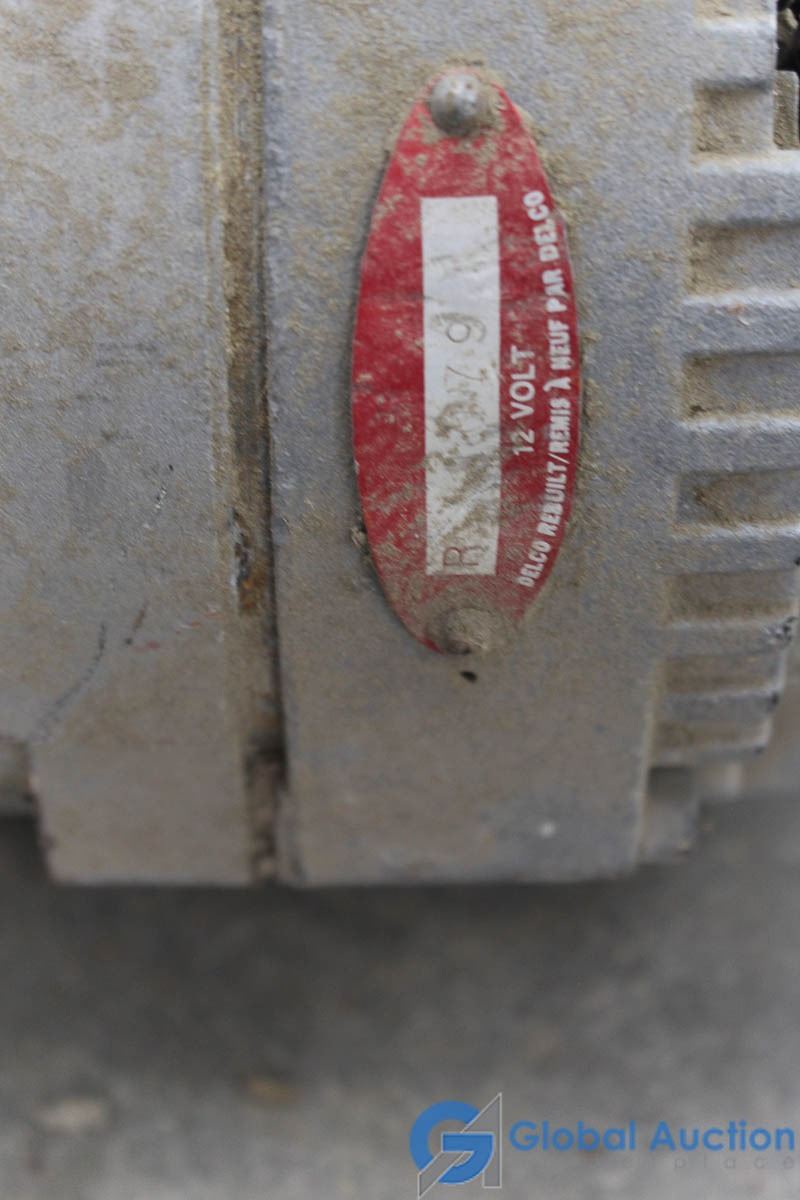 12 VOLT
DELCO REBUILT/REMIS À NEUF PAR DELCO
Global Auction